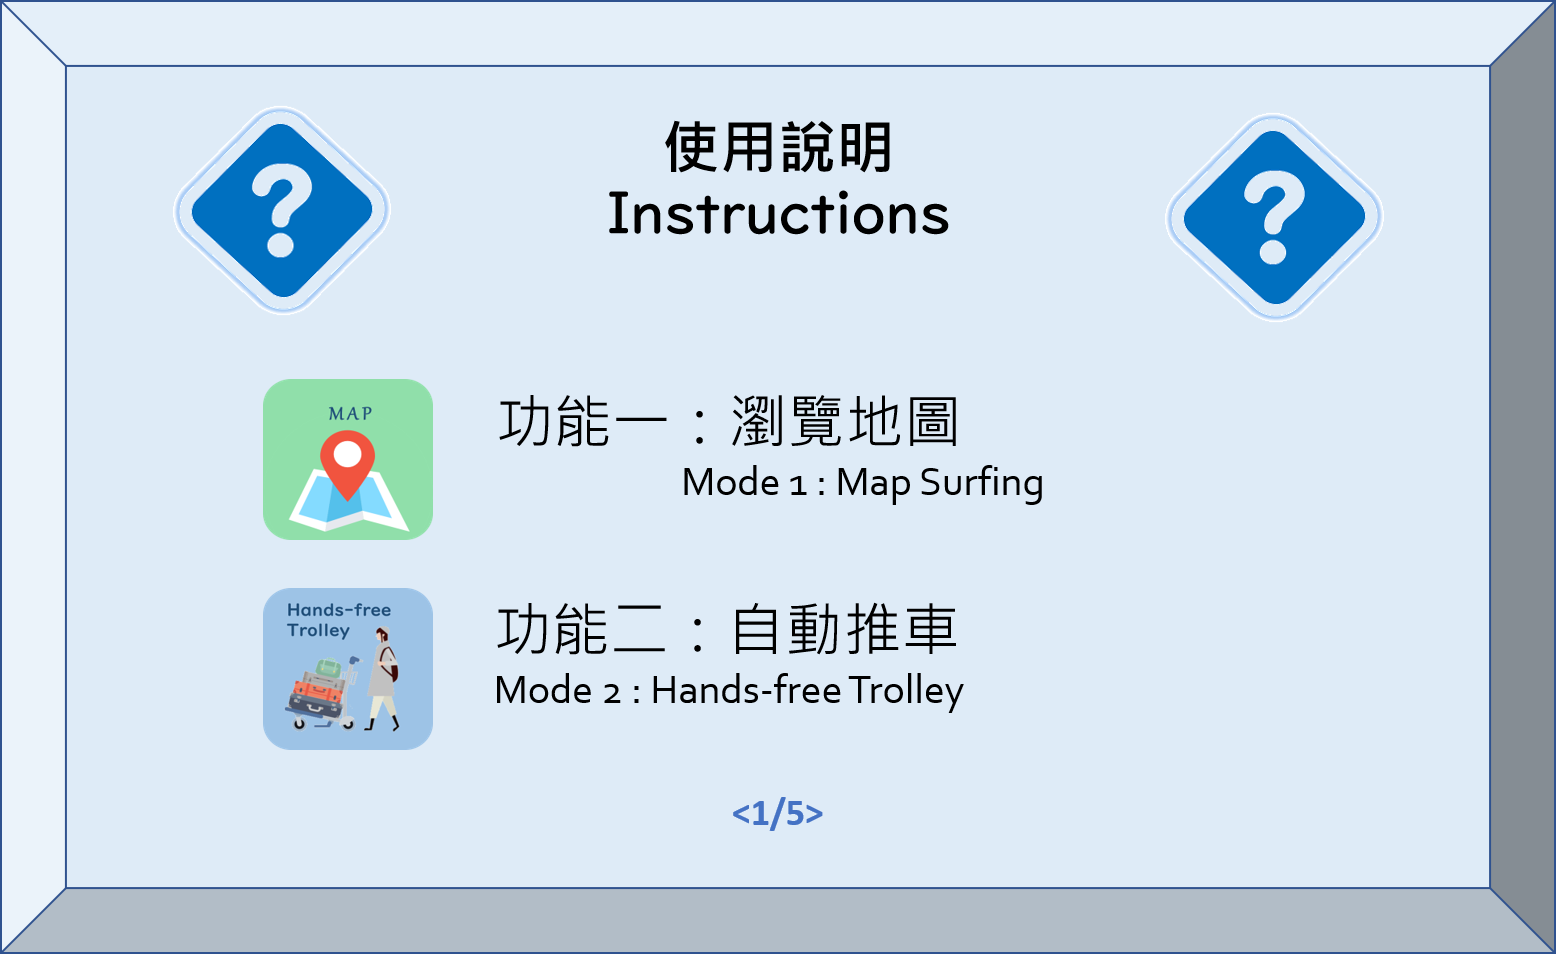 使用說明
Instructions
?
?
MAP
功能一：瀏覽地圖
Mode 1 : Map Surfing
Hands-free
Trolley
功能二：自動推車
Mode 2 : Hands-free Trolley
<1/5>